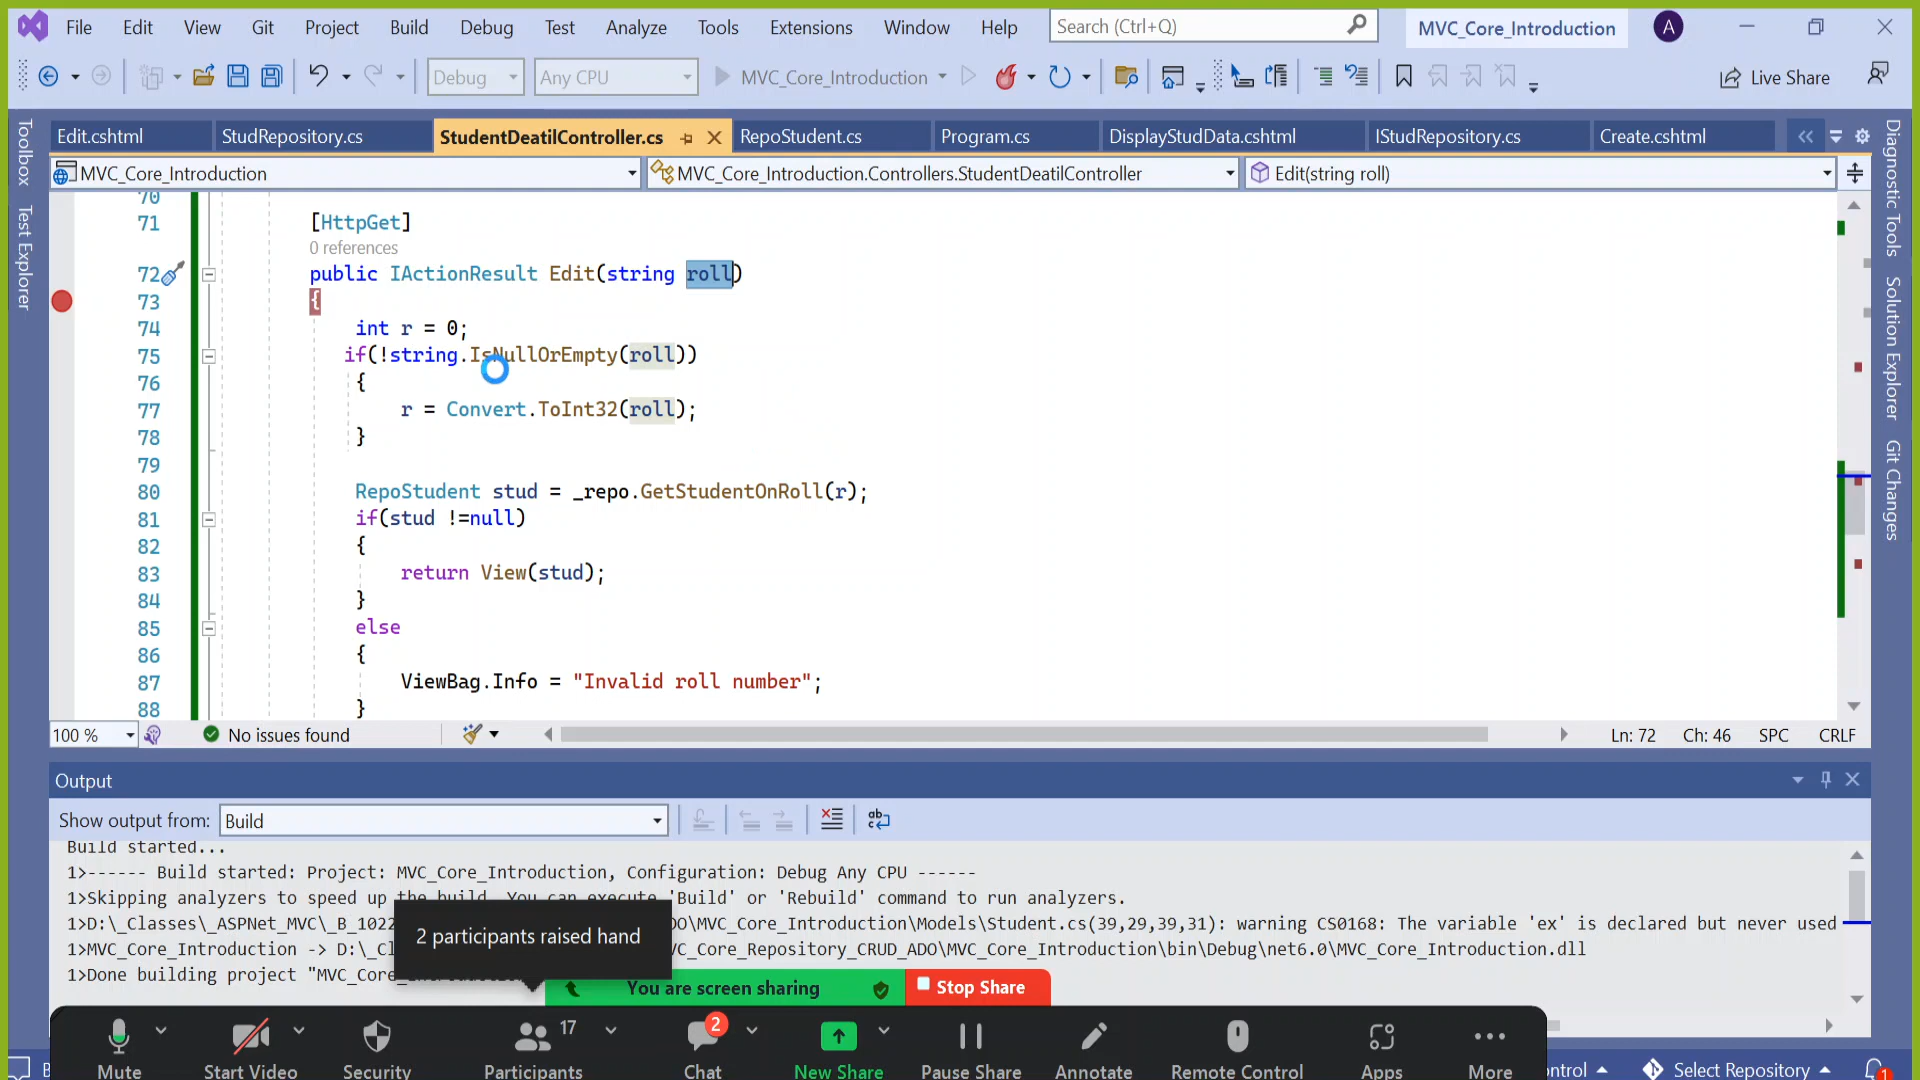 File Edit View Git Project Build Debug Test Analyze Tools Extensions Window Help Search (Ctrl+Q) MVC_Core_Introduction A
Debug Any CPU MVC_Core_Introduction Live Share
Edit.cshtml StudRepository.cs StudentDeatilController.cs RepoStudent.cs Program.cs DisplayStudData.cshtml IStudRepository.cs Create.cshtml
MVC_Core_Introduction MVC_Core_Introduction.Controllers.StudentDeatilController Edit(string roll)
Toolbox
Test Explorer
Diagnostic Tools
Solution Explorer
Git Changes
70
71 [HttpGet]
0 references
72 public IActionResult Edit(string roll)
73 {
74 int r = 0;
75 if(!string.IsNullOrEmpty(roll))
76 {
77 r = Convert.ToInt32(roll);
78 }
79
80 RepoStudent stud = _repo.GetStudentOnRoll(r);
81 if(stud !=null)
82 {
83 return View(stud);
84 }
85 else
86 {
87 ViewBag.Info = "Invalid roll number";
88 }
100 % No issues found Ln: 72 Ch: 46 SPC CRLF
Output
Show output from: Build
Build started...
1>------ Build started: Project: MVC_Core_Introduction, Configuration: Debug Any CPU ------
1>Skipping analyzers to speed up the build. You can execute 'Build' or 'Rebuild' command to run analyzers.
1>D:\_Classes\_ASPNet_MVC\_B_1022 DO\MVC_Core_Introduction\Models\Student.cs(39,29,39,31): warning CS0168: The variable 'ex' is declared but never used
1>MVC_Core_Introduction -> D:\_Cl VC_Core_Repository_CRUD_ADO\MVC_Core_Introduction\bin\Debug\net6.0\MVC_Core_Introduction.dll
1>Done building project "MVC_Core
2 participants raised hand
You are screen sharing Stop Share
17 2
Mute Start Video Security Participants Chat New Share Pause Share Annotate Remote Control Apps More
ontrol Select Repository 1